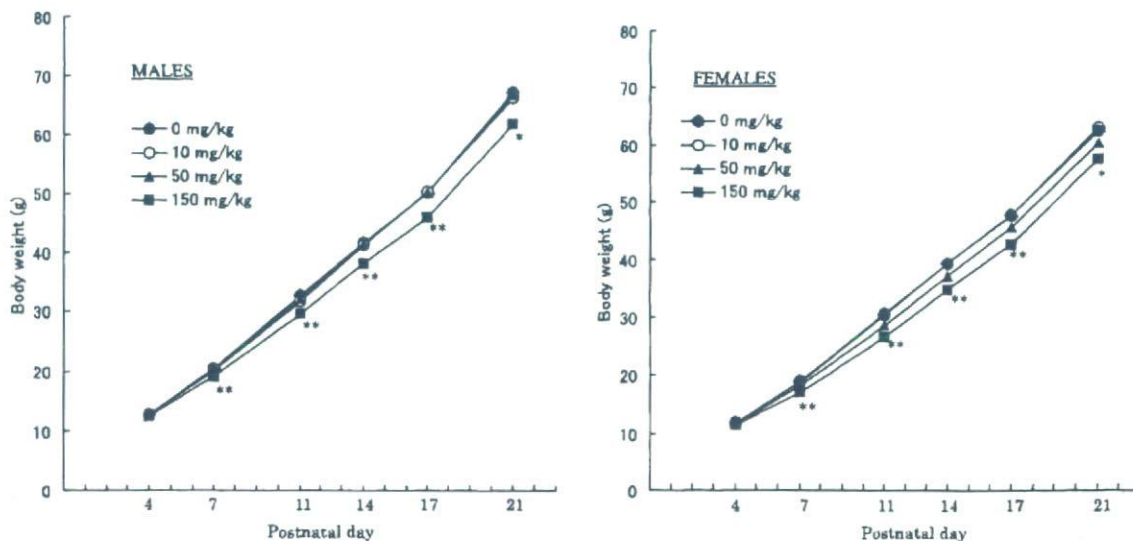 80
70
60
50
40
30
20
10
0
Body weight (g)
MALES
0 mg/kg
10 mg/kg
50 mg/kg
150 mg/kg
**
**
**
**
*
4 7 11 14 17 21
Postnatal day
80
70
60
50
40
30
20
10
0
Body weight (g)
FEMALES
0 mg/kg
10 mg/kg
50 mg/kg
150 mg/kg
**
**
**
**
*
4 7 11 14 17 21
Postnatal day